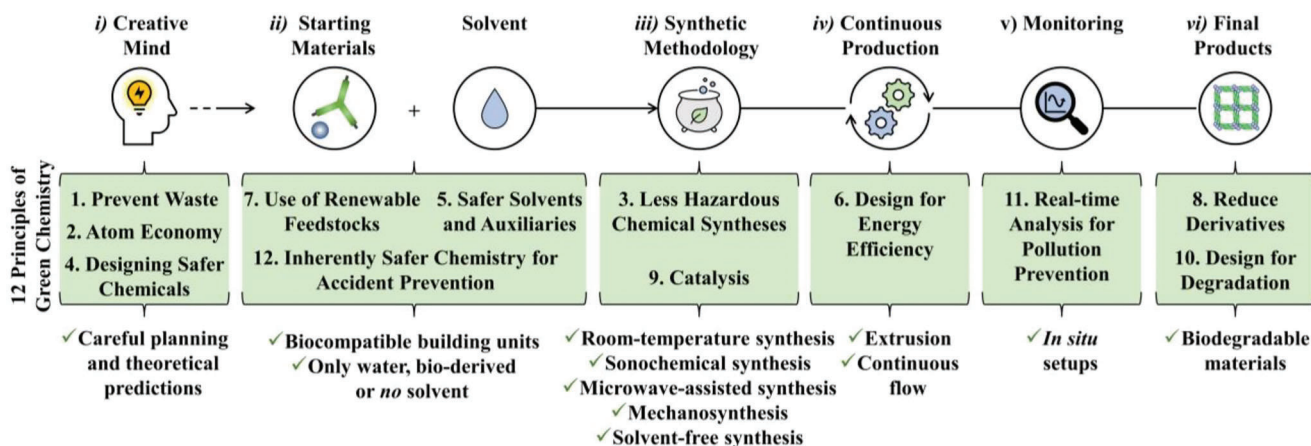 i) Creative
Mind
ii) Starting
Materials
Solvent
iii) Synthetic
Methodology
iv) Continuous
Production
v) Monitoring
vi) Final
Products
+
12 Principles of
Green Chemistry
1. Prevent Waste
2. Atom Economy
4. Designing Safer
Chemicals
7. Use of Renewable
Feedstocks
5. Safer Solvents
and Auxiliaries
12. Inherently Safer Chemistry for
Accident Prevention
3. Less Hazardous
Chemical Syntheses
9. Catalysis
6. Design for
Energy
Efficiency
11. Real-time
Analysis for
Pollution
Prevention
8. Reduce
Derivatives
10. Design for
Degradation
✓Careful planning
and theoretical
predictions
✓Biocompatible building units
✓Only water, bio-derived
or no solvent
✓Room-temperature synthesis
✓Sonochemical synthesis
✓Microwave-assisted synthesis
✓Mechanosynthesis
✓Solvent-free synthesis
✓Extrusion
✓Continuous
flow
✓In situ
setups
✓Biodegradable
materials